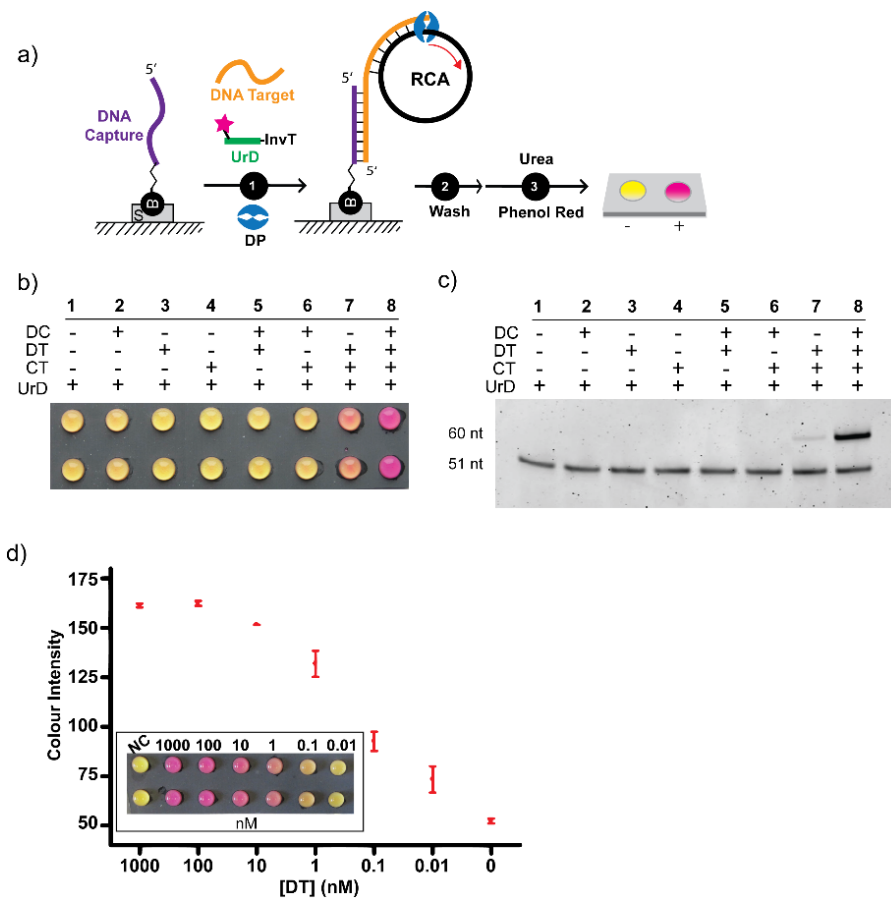 a)
5'
DNA Target
DNA
Capture
-InvT
UrD
RCA
5'
B
S
1
DP
B
2
Wash
Urea
3
Phenol Red
- +
b)
1 2 3 4 5 6 7 8
DC - + - - + + - +
DT - - + - + - + +
CT - - - + - + + +
UrD + + + + + + + +
c)
1 2 3 4 5 6 7 8
DC - + - - + + - +
DT - - + - + - + +
CT - - - + - + + +
UrD + + + + + + + +
60 nt
51 nt
d)
175
150
125
100
75
50
Colour Intensity
NC 1000 100 10 1 0.1 0.01
nM
1000 100 10 1 0.1 0.01 0
[DT] (nM)